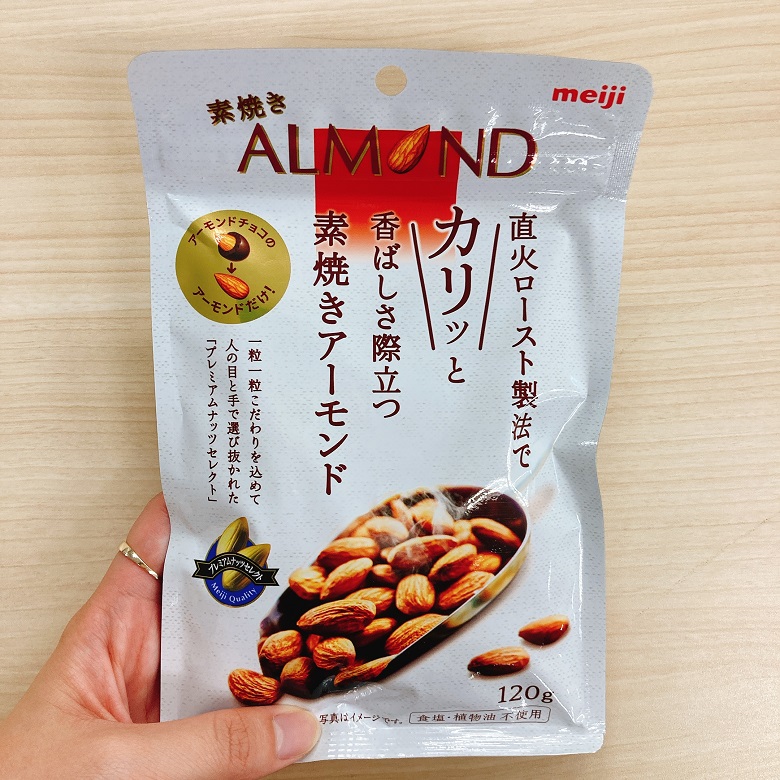 meiji
素焼き
ALMOND
直火ロースト製法で
カリッと
香ばしさ際立つ
素焼きアーモンド
アーモンドチョコの
アーモンドだけ!
一粒一粒こだわりを込めて
人の目と手で選び抜かれた
「プレミアムナッツセレクト」
プレミアムナッツセレクト
Meiji Quality
120g
写真はイメージです。
食塩・植物油 不使用